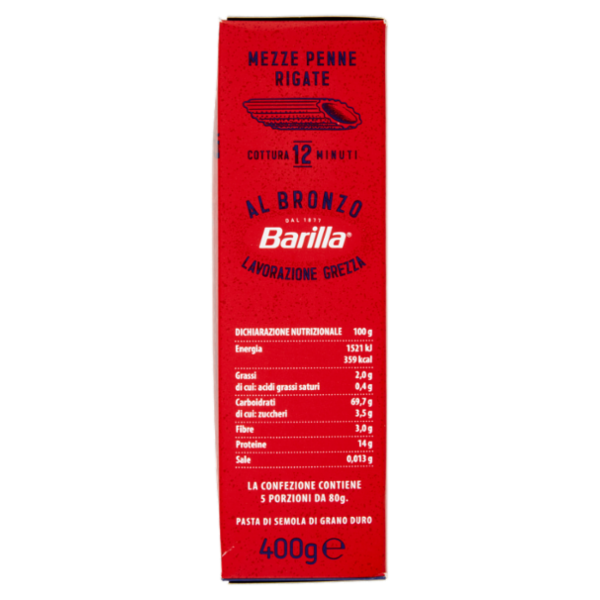 MEZZE PENNE
RIGATE
COTTURA 12 MINUTI
AL BRONZO
DAL 1877
Barilla®
LAVORAZIONE GREZZA
DICHIARAZIONE NUTRIZIONALE 100 g
Energia 1521 kJ
359 kcal
Grassi 2,0 g
di cui: acidi grassi saturi 0,4 g
Carboidrati 69,7 g
di cui: zuccheri 3,5 g
Fibre 3,0 g
Proteine 14 g
Sale 0,013 g
LA CONFEZIONE CONTIENE
5 PORZIONI DA 80g.
PASTA DI SEMOLA DI GRANO DURO
400g ℮